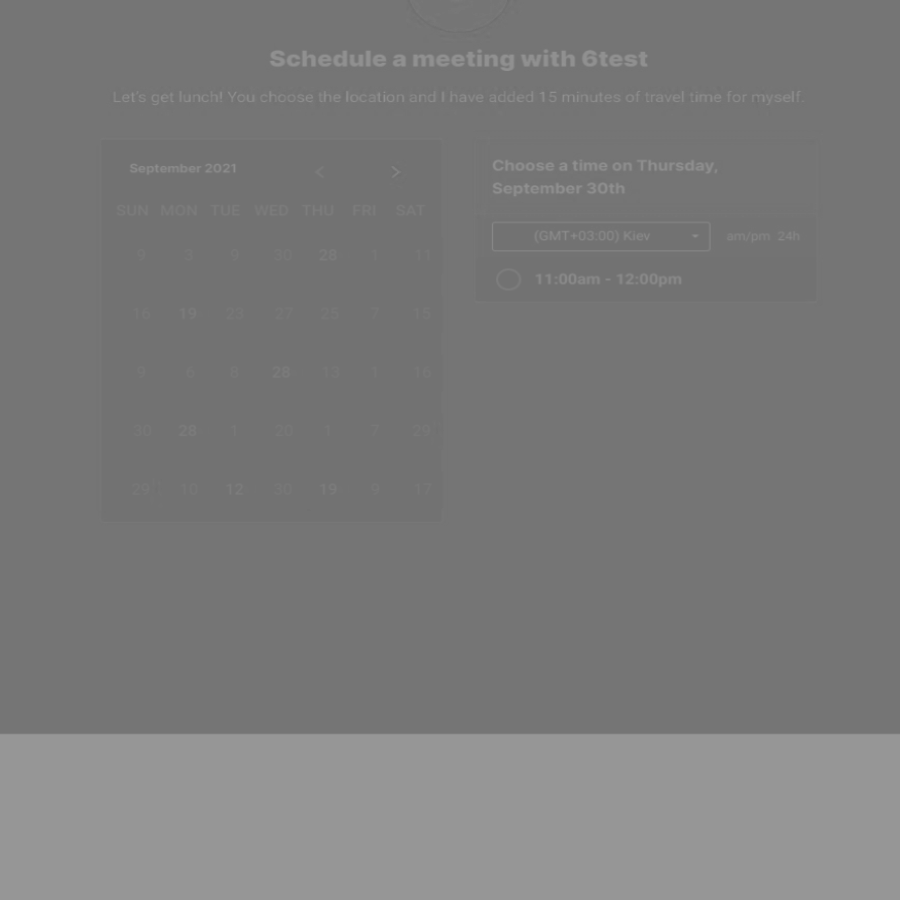 Schedule a meeting with 6test
Let's get lunch! You choose the location and I have added 15 minutes of travel time for myself.
September 2021
SUN MON TUE WED THU FRI SAT
9 3 9 30 28 1 11
16 19 23 27 25 7 15
9 6 8 28 13 1 16
30 28 1 20 1 7 29
29 10 12 30 19 9 17
Choose a time on Thursday,
September 30th
(GMT+03:00) Kiev am/pm 24h
11:00am - 12:00pm